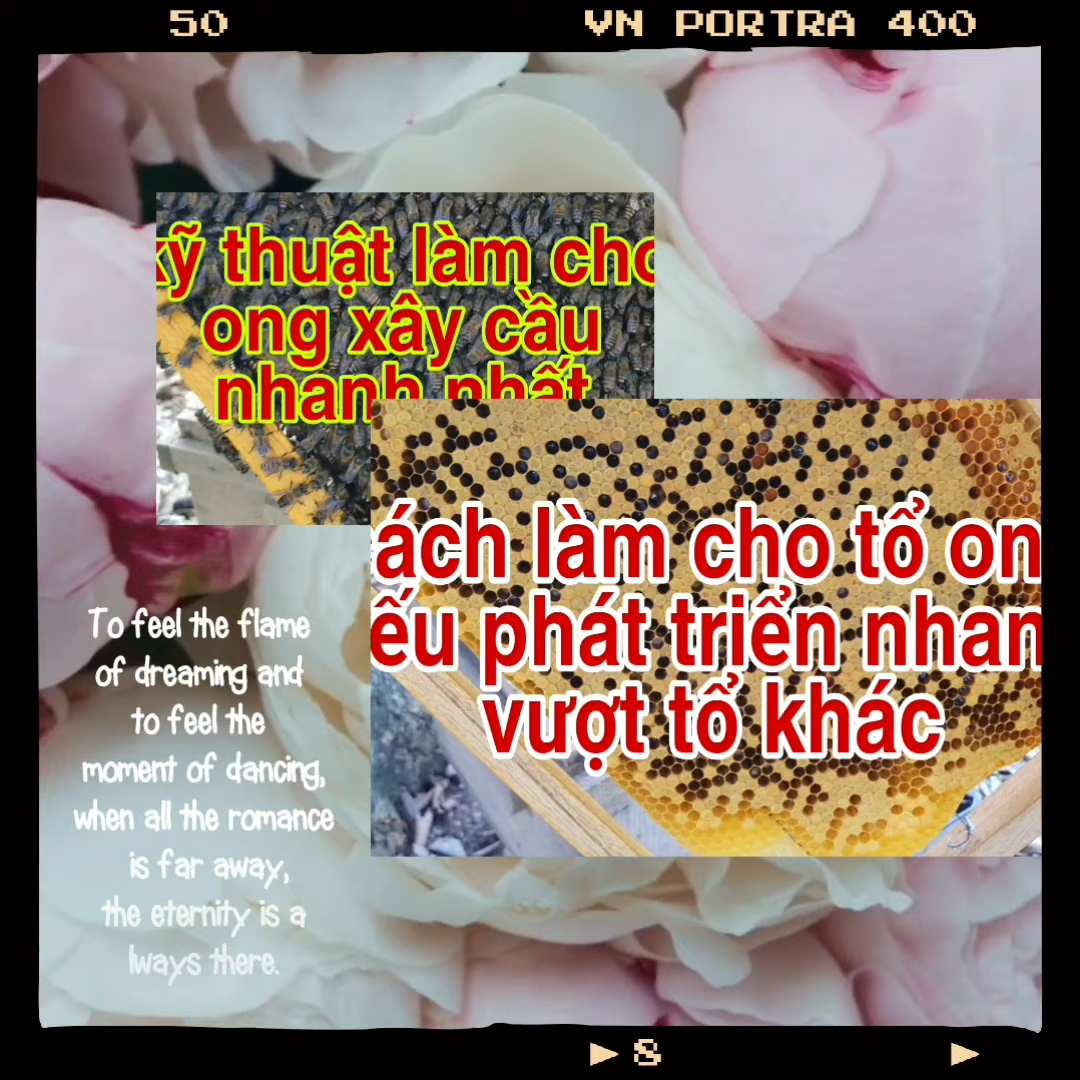 50 VN PORTRA 400
kỹ thuật làm cho
ong xây cầu
nhanh nhất
ách làm cho tổ on
ếu phát triển nhan
vượt tổ khác
To feel the flame
of dreaming and
to feel the
moment of dancing,
when all the romance
is far away,
the eternity is a
lways there.
8